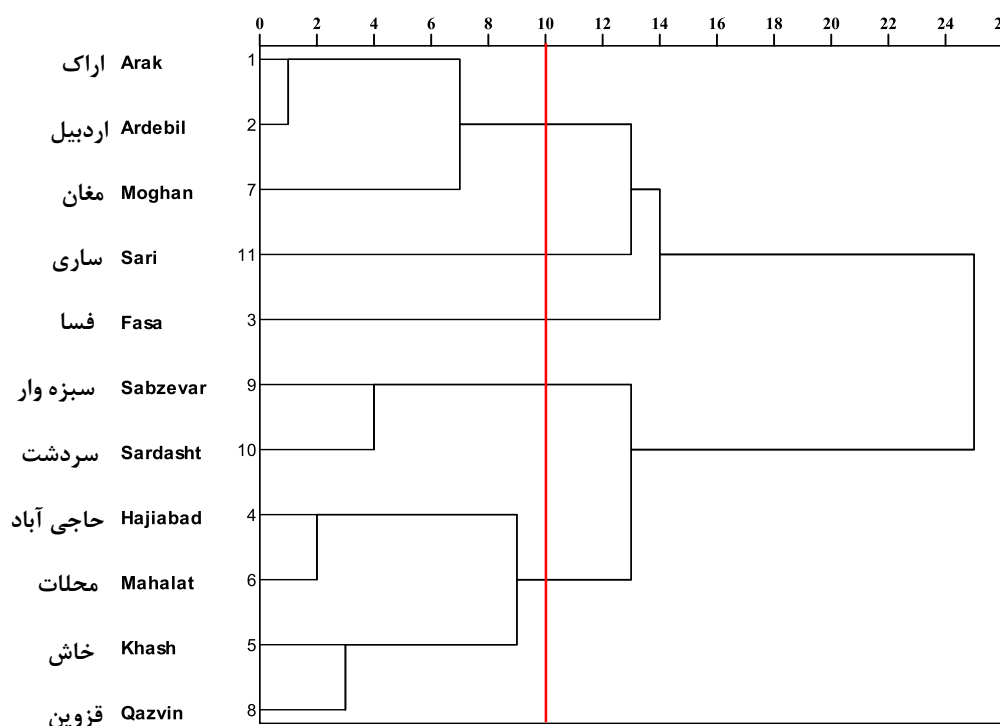 0 2 4 6 8 10 12 14 16 18 20 22 24
اراک Arak 1
اردبیل Ardebil 2
مغان Moghan 7
ساری Sari 11
فسا Fasa 3
سبزه وار Sabzevar 9
سردشت Sardasht 10
حاجی آباد Hajiabad 4
محلات Mahalat 6
خاش Khash 5
قزوین Qazvin 8